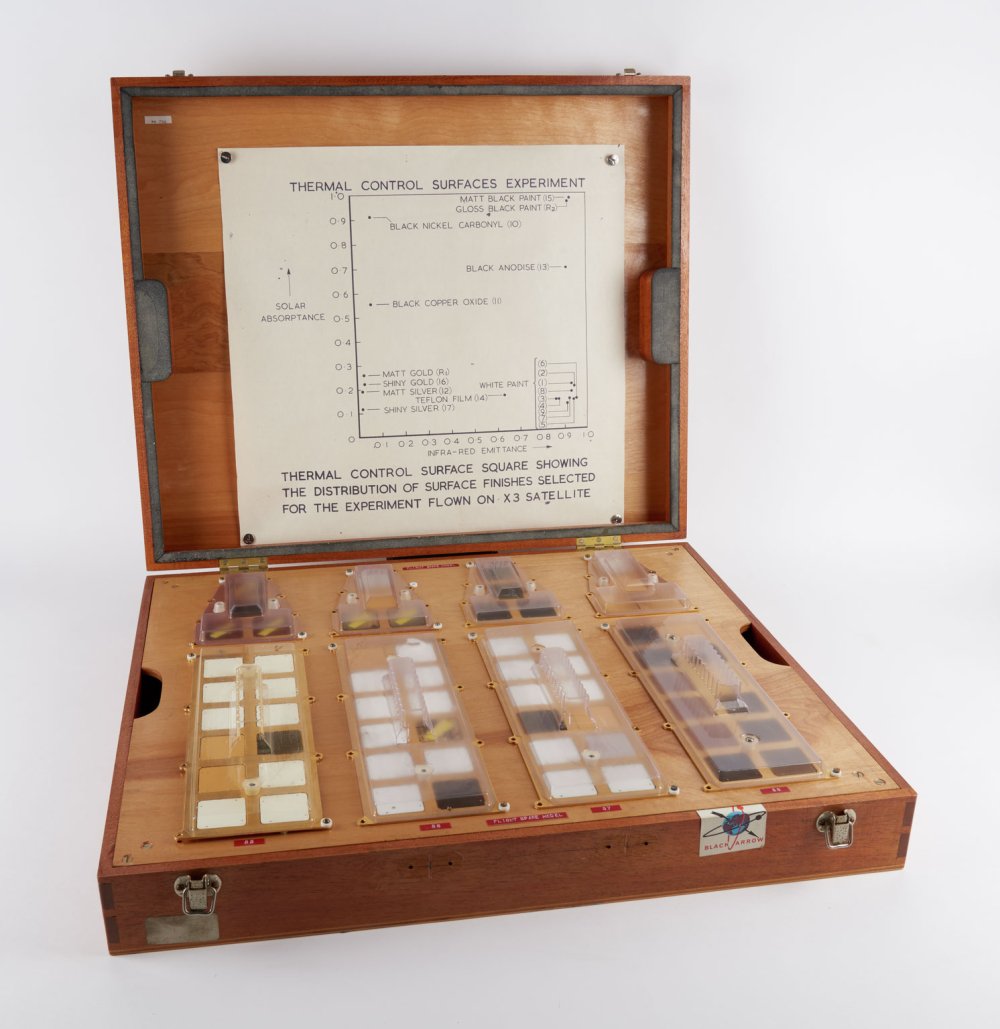 THERMAL CONTROL SURFACES EXPERIMENT
1·0
MATT BLACK PAINT (15)
GLOSS BLACK PAINT (R2)
0·9
BLACK NICKEL CARBONYL (10)
0·8
0·7
BLACK ANODISE (13)
0·6
SOLAR
ABSORPTANCE
BLACK COPPER OXIDE (11)
0·5
0·4
0·3
MATT GOLD (R1)
SHINY GOLD (16)
MATT SILVER (12)
0·2
TEFLON FILM (14)
SHINY SILVER (17)
0·1
WHITE PAINT
(6)
(2)
(1)
(8)
(3)
(4)
(9)
(7)
(5)
0
0·1 0·2 0·3 0·4 0·5 0·6 0·7 0·8 0·9 1·0
INFRA-RED EMITTANCE
THERMAL CONTROL SURFACE SQUARE SHOWING
THE DISTRIBUTION OF SURFACE FINISHES SELECTED
FOR THE EXPERIMENT FLOWN ON X3 SATELLITE
FLIGHT SPARE MODEL
BLACK ARROW